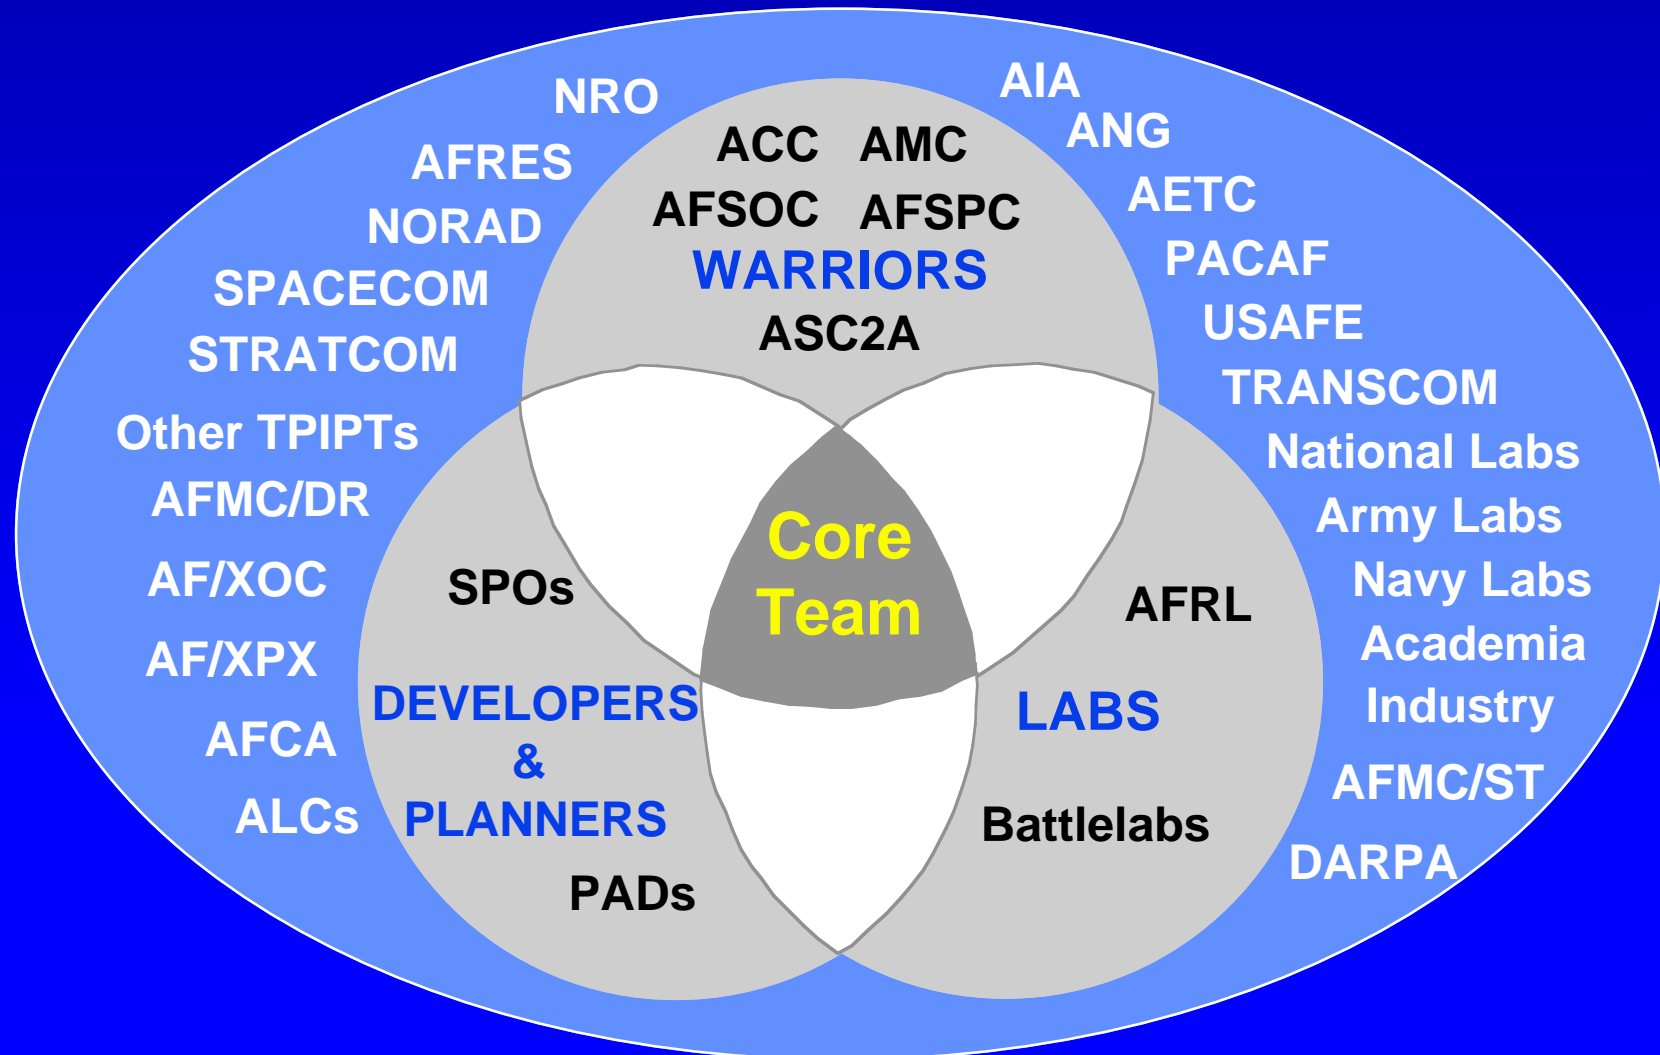 NRO
AFRES
NORAD
SPACECOM
STRATCOM
Other TPIPTs
AFMC/DR
AF/XOC
AF/XPX
AFCA
ALCs
ACC AMC
AFSOC AFSPC
WARRIORS
ASC2A
Core
Team
SPOs
DEVELOPERS
&
PLANNERS
PADs
AFRL
LABS
Battlelabs
AIA
ANG
AETC
PACAF
USAFE
TRANSCOM
National Labs
Army Labs
Navy Labs
Academia
Industry
AFMC/ST
DARPA